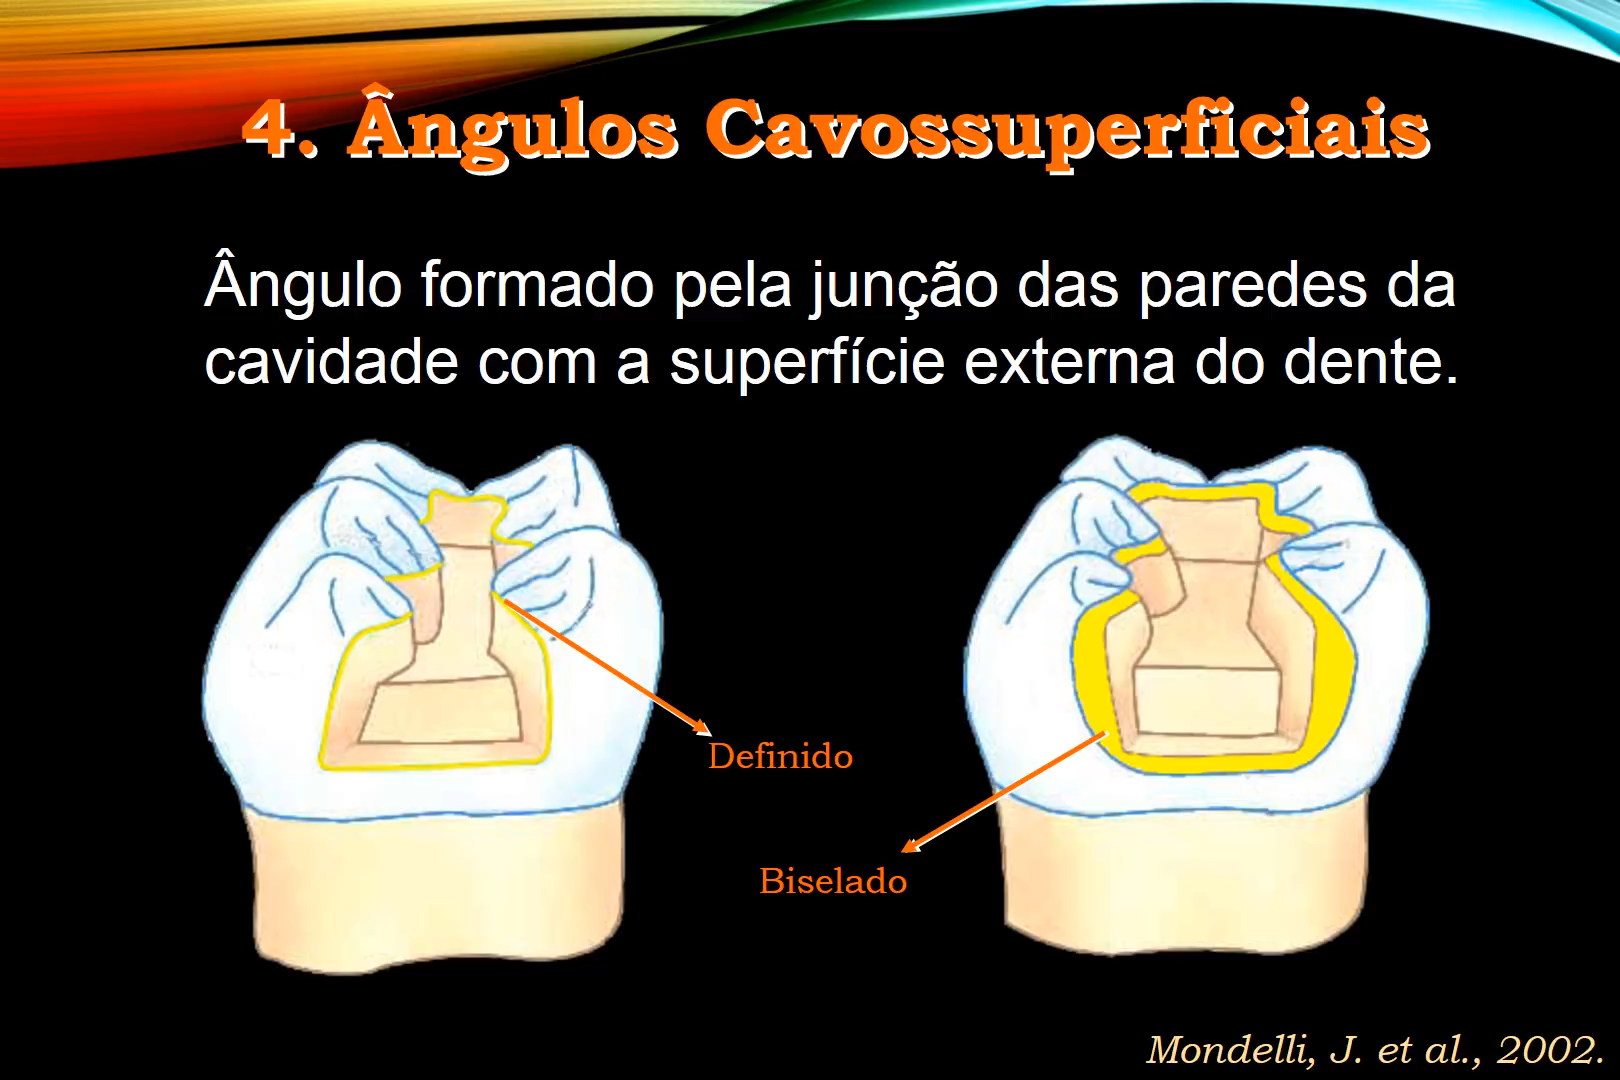 4. Ângulos Cavossuperficiais
Ângulo formado pela junção das paredes da
cavidade com a superfície externa do dente.
Definido
Biselado
Mondelli, J. et al., 2002.